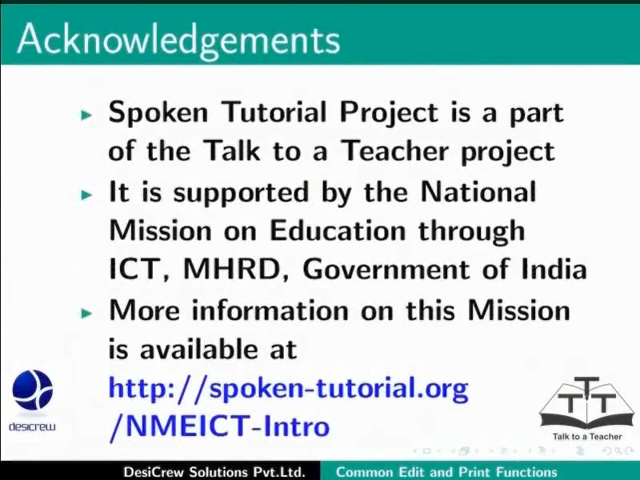 Acknowledgements
Spoken Tutorial Project is a part
of the Talk to a Teacher project
It is supported by the National
Mission on Education through
ICT, MHRD, Government of India
More information on this Mission
is available at
http://spoken-tutorial.org
/NMEICT-Intro
desicrew
TTT
Talk to a Teacher
DesiCrew Solutions Pvt.Ltd. Common Edit and Print Functions